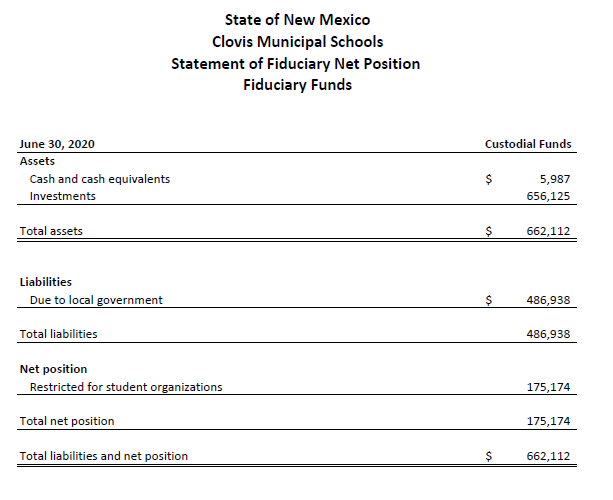 State of New Mexico
Clovis Municipal Schools
Statement of Fiduciary Net Position
Fiduciary Funds
June 30, 2020 Custodial Funds
Assets
Cash and cash equivalents $ 5,987
Investments 656,125
Total assets $ 662,112
Liabilities
Due to local government $ 486,938
Total liabilities 486,938
Net position
Restricted for student organizations 175,174
Total net position 175,174
Total liabilities and net position $ 662,112